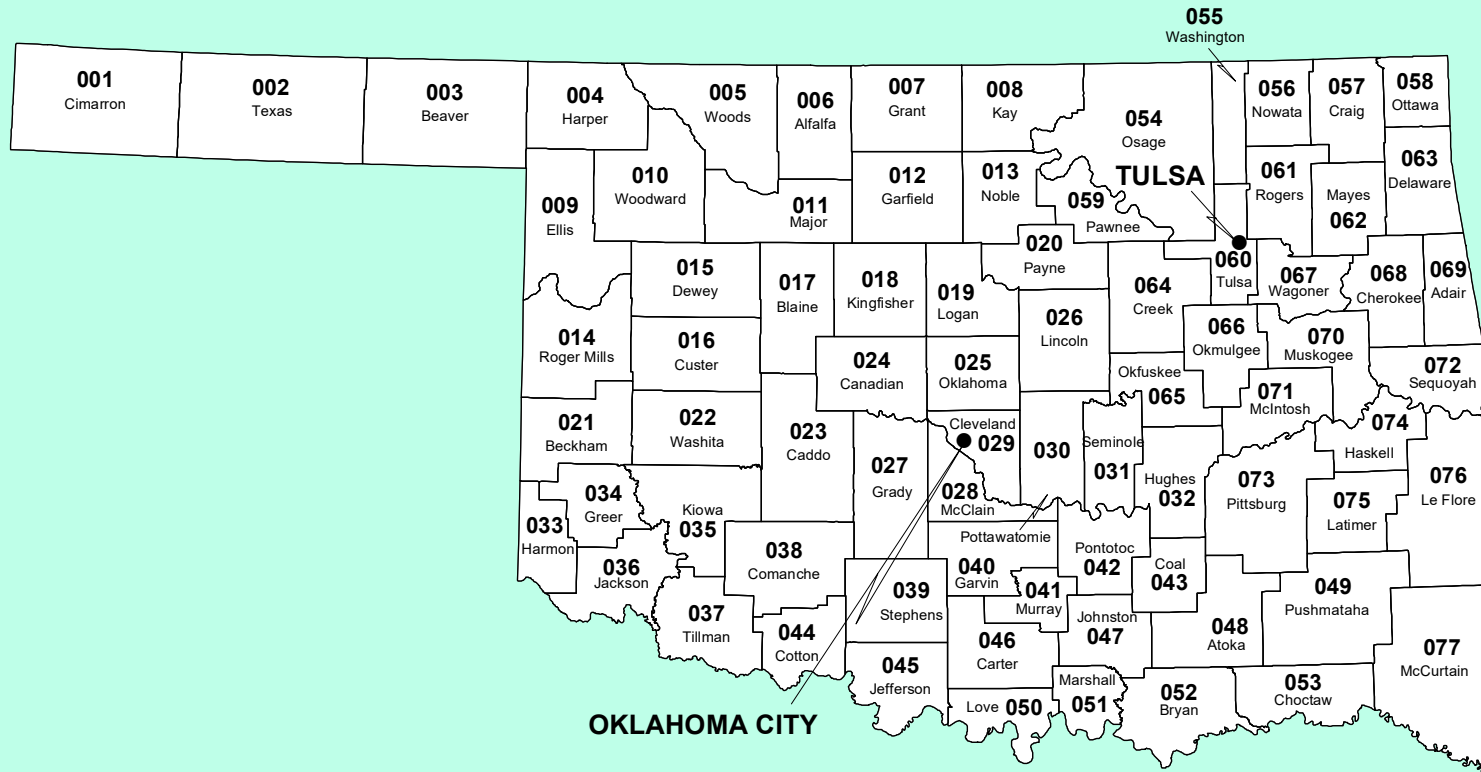 055
Washington
001
Cimarron
002
Texas
003
Beaver
004
Harper
005
Woods
006
Alfalfa
007
Grant
008
Kay
054
Osage
056
Nowata
057
Craig
058
Ottawa
009
Ellis
010
Woodward
011
Major
012
Garfield
013
Noble
059
Pawnee
TULSA
061
Rogers
Mayes
062
063
Delaware
015
Dewey
017
Blaine
018
Kingfisher
019
Logan
020
Payne
064
Creek
060
Tulsa
067
Wagoner
068
Cherokee
069
Adair
014
Roger Mills
016
Custer
024
Canadian
025
Oklahoma
026
Lincoln
066
Okmulgee
070
Muskogee
072
Sequoyah
021
Beckham
022
Washita
023
Caddo
027
Grady
Cleveland
029
028
McClain
030
Pottawatomie
Seminole
031
Okfuskee
065
Hughes
032
071
McIntosh
073
Pittsburg
074
Haskell
075
Latimer
076
Le Flore
033
Harmon
034
Greer
Kiowa
035
036
Jackson
037
Tillman
038
Comanche
039
Stephens
040
Garvin
041
Murray
Pontotoc
042
Coal
043
044
Cotton
045
Jefferson
046
Carter
Johnston
047
048
Atoka
049
Pushmataha
077
McCurtain
Love 050
Marshall
051
052
Bryan
053
Choctaw
OKLAHOMA CITY